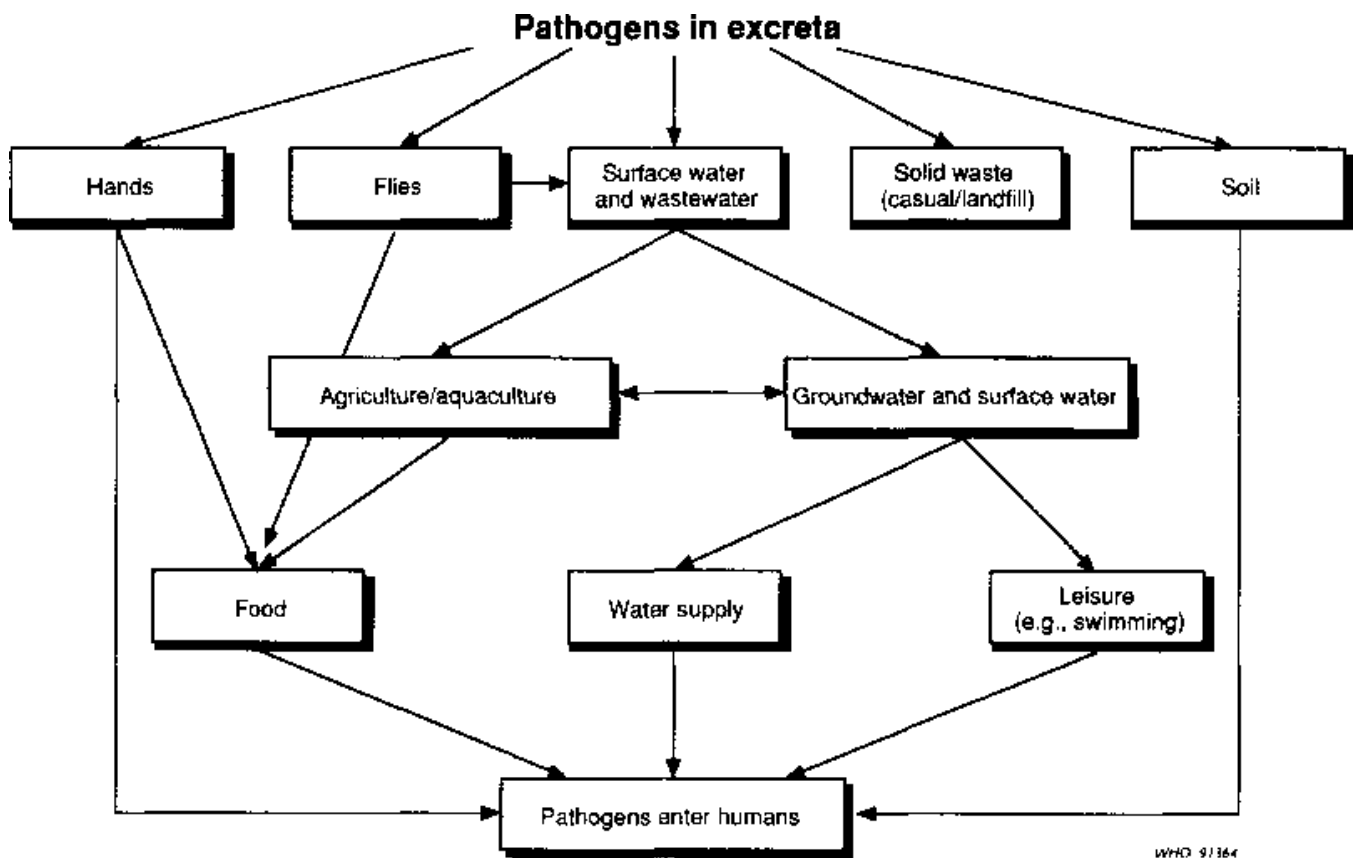 Pathogens in excreta
Hands
Flies
Surface water
and wastewater
Solid waste
(casual/landfill)
Soil
Agriculture/aquaculture
Groundwater and surface water
Food
Water supply
Leisure
(e.g., swimming)
Pathogens enter humans
WHO 91364